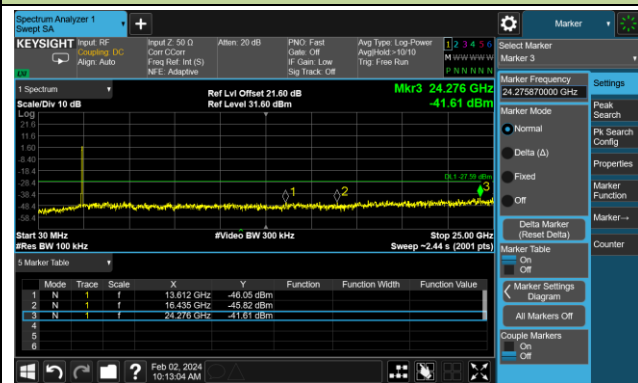 Spectrum Analyzer 1
Swept SA
Marker
KEYSIGHT Input: RF Input Z: 50 Ω Atten: 20 dB PNO: Fast Avg Type: Log-Power 1 2 3 4 5 6
Coupling: DC Corr CCorr Gate: Off Avg|Hold:>10/10 M W W W W W
Align: Auto Freq Ref: Int (S) IF Gain: Low Trig: Free Run
NFE: Adaptive Sig Track: Off P N N N N N
Select Marker
Marker 3
1 Spectrum
Ref Lvl Offset 21.60 dB
Mkr3 24.276 GHz
Scale/Div 10 dB
Ref Level 31.60 dBm
-41.61 dBm
Log
21.6
11.6
1.60
-8.40
-18.4
-28.4
-38.4
-48.4
-58.4
DL1 -27.59 dBm
1
2
3
Start 30 MHz
#Video BW 300 kHz
Stop 25.00 GHz
#Res BW 100 kHz
Sweep ~2.44 s (2001 pts)
5 Marker Table
Mode Trace Scale X Y Function Function Width Function Value
1 N 1 f 13.612 GHz -46.05 dBm
2 N 1 f 16.435 GHz -45.82 dBm
3 N 1 f 24.276 GHz -41.61 dBm
4
5
6
Marker Frequency
24.275870000 GHz
Marker Mode
Normal
Delta (Δ)
Fixed
Off
Delta Marker
(Reset Delta)
Marker Table
On
Off
Marker Settings
Diagram
All Markers Off
Couple Markers
On
Off
Settings
Peak
Search
Pk Search
Config
Properties
Marker
Function
Marker→
Counter
?
Feb 02, 2024
10:13:04 AM